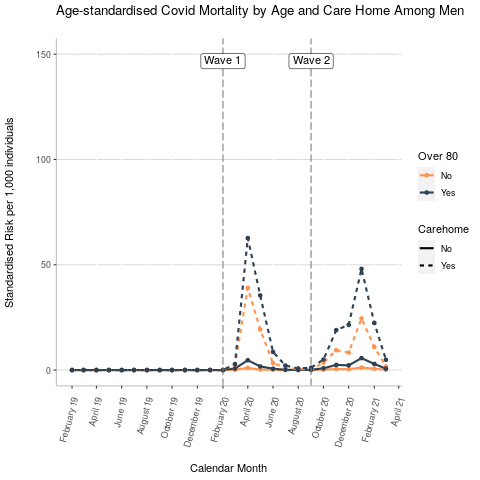 Age-standardised Covid Mortality by Age and Care Home Among Men
150
100
50
0
Standardised Risk per 1,000 individuals
Wave 1
Wave 2
February 19
April 19
June 19
August 19
October 19
December 19
February 20
April 20
June 20
August 20
October 20
December 20
February 21
April 21
Calendar Month
Over 80
No
Yes
Carehome
No
Yes